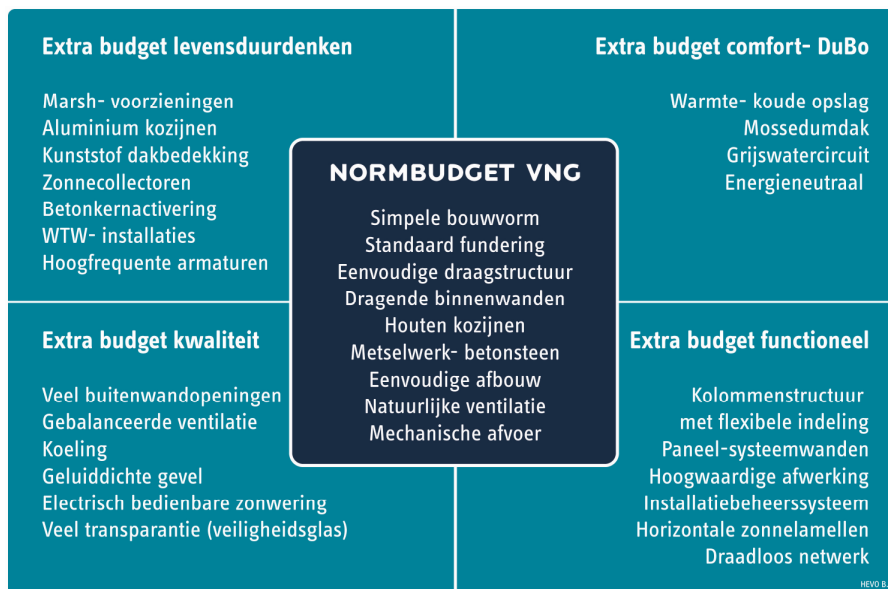 Extra budget levensduurdenken
Marsh- voorzieningen
Aluminium kozijnen
Kunststof dakbedekking
Zonnecollectoren
Betonkernactivering
WTW- installaties
Hoogfrequente armaturen
Extra budget comfort- DuBo
Warmte- koude opslag
Mossedumdak
Grijswatercircuit
Energieneutraal
NORMBUDGET VNG
Simpele bouwvorm
Standaard fundering
Eenvoudige draagstructuur
Dragende binnenwanden
Houten kozijnen
Metselwerk- betonsteen
Eenvoudige afbouw
Natuurlijke ventilatie
Mechanische afvoer
Extra budget kwaliteit
Veel buitenwandopeningen
Gebalanceerde ventilatie
Koeling
Geluiddichte gevel
Electrisch bedienbare zonwering
Veel transparantie (veiligheidsglas)
Extra budget functioneel
Kolommenstructuur
met flexibele indeling
Paneel-systeemwanden
Hoogwaardige afwerking
Installatiebeheerssysteem
Horizontale zonnelamellen
Draadloos netwerk
HEVO B.